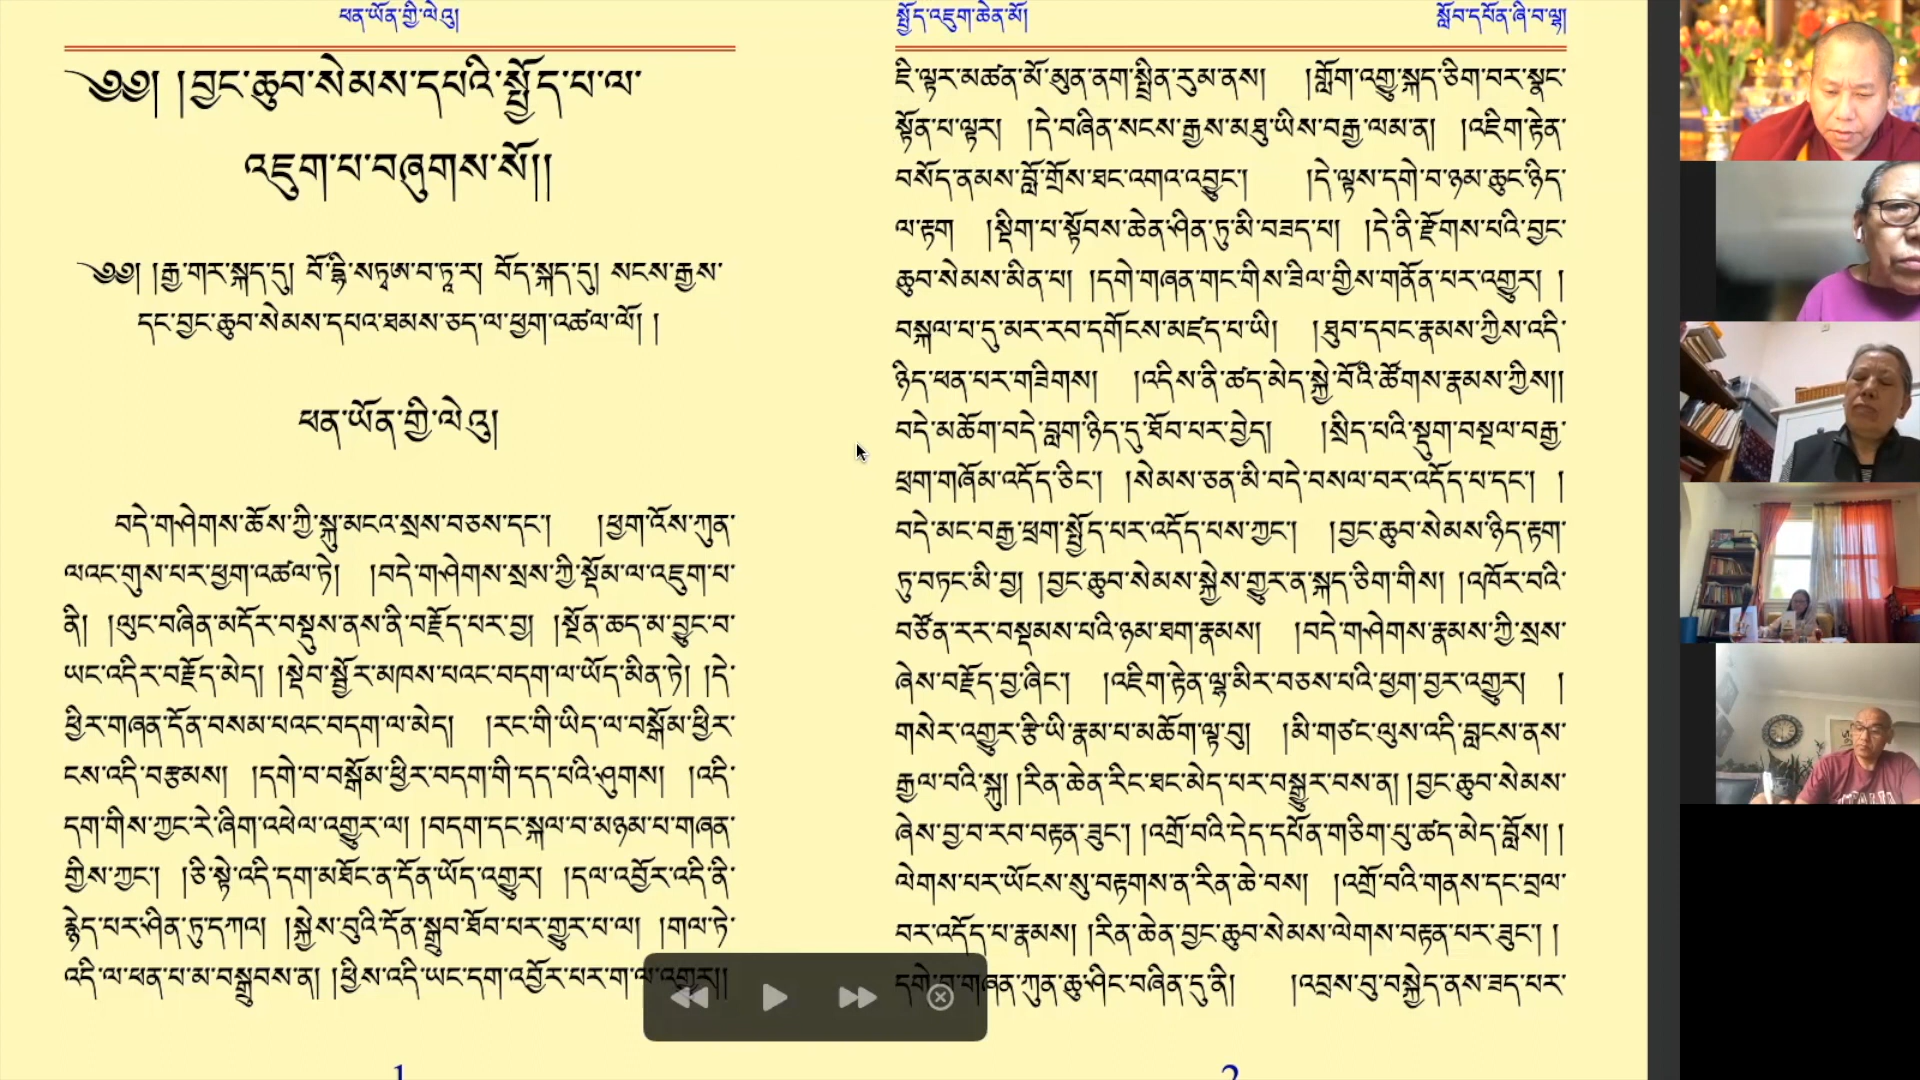 ཕན་ཡོན་གྱི་ལེའུ།
༄༅། །བྱང་ཆུབ་སེམས་དཔའི་སྤྱོད་པ་ལ་
འཇུག་པ་བཞུགས་སོ།།
༄༅། །རྒྱ་གར་སྐད་དུ། བོ་དྷི་སཏྭཨ་བ་ཏཱ་ར། བོད་སྐད་དུ། སངས་རྒྱས་
དང་བྱང་ཆུབ་སེམས་དཔའ་ཐམས་ཅད་ལ་ཕྱག་འཚལ་ལོ། །
ཕན་ཡོན་གྱི་ལེའུ།
བདེ་གཤེགས་ཆོས་ཀྱི་སྐུ་མངའ་སྲས་བཅས་དང་། །ཕྱག་འོས་ཀུན་
ལའང་གུས་པར་ཕྱག་འཚལ་ཏེ། །བདེ་གཤེགས་སྲས་ཀྱི་སྡོམ་ལ་འཇུག་པ་
ནི། །ལུང་བཞིན་མདོར་བསྡུས་ནས་ནི་བརྗོད་པར་བྱ། །སྔོན་ཆད་མ་བྱུང་བ་
ཡང་འདིར་བརྗོད་མེད། །སྡེབ་སྦྱོར་མཁས་པའང་བདག་ལ་ཡོད་མིན་ཏེ། །དེ་
ཕྱིར་གཞན་དོན་བསམ་པའང་བདག་ལ་མེད། །རང་གི་ཡིད་ལ་བསྒོམ་ཕྱིར་
ངས་འདི་བརྩམས། །དགེ་བ་བསྒོམ་ཕྱིར་བདག་གི་དད་པའི་ཤུགས། །འདི་
དག་གིས་ཀྱང་རེ་ཞིག་འཕེལ་འགྱུར་ལ། །བདག་དང་སྐལ་བ་མཉམ་པ་གཞན་
གྱིས་ཀྱང་། །ཅི་སྟེ་འདི་དག་མཐོང་ན་དོན་ཡོད་འགྱུར། །དལ་འབྱོར་འདི་ནི་
རྙེད་པར་ཤིན་ཏུ་དཀའ། །སྐྱེས་བུའི་དོན་སྒྲུབ་ཐོབ་པར་གྱུར་པ་ལ། །གལ་ཏེ་
འདི་ལ་ཕན་པ་མ་བསྒྲུབས་ན། །ཕྱིས་འདི་ཡང་དག་འབྱོར་པར་ག་ལ་འགྱུར།།
1
སྤྱོད་འཇུག་ཆེན་མོ། སློབ་དཔོན་ཞི་བ་ལྷ།
ཇི་ལྟར་མཚན་མོ་མུན་ནག་སྤྲིན་རུམ་ནས། །གློག་འགྱུ་སྐད་ཅིག་བར་སྣང་
སྟོན་པ་ལྟར། །དེ་བཞིན་སངས་རྒྱས་མཐུ་ཡིས་བརྒྱ་ལམ་ན། །འཇིག་རྟེན་
བསོད་ནམས་བློ་གྲོས་ཐང་འགའ་འབྱུང་། །དེ་ལྟས་དགེ་བ་ཉམ་ཆུང་ཉིད་
ལ་རྟག །སྡིག་པ་སྟོབས་ཆེན་ཤིན་ཏུ་མི་བཟད་པ། །དེ་ནི་རྫོགས་པའི་བྱང་
ཆུབ་སེམས་མིན་པ། །དགེ་གཞན་གང་གིས་ཟིལ་གྱིས་གནོན་པར་འགྱུར། །
བསྐལ་པ་དུ་མར་རབ་དགོངས་མཛད་པ་ཡི། །ཐུབ་དབང་རྣམས་ཀྱིས་འདི་
ཉིད་ཕན་པར་གཟིགས། །འདིས་ནི་ཚད་མེད་སྐྱེ་བོའི་ཚོགས་རྣམས་ཀྱིས།།
བདེ་མཆོག་བདེ་བླག་ཉིད་དུ་ཐོབ་པར་བྱེད། །སྲིད་པའི་སྡུག་བསྔལ་བརྒྱ་
ཕྲག་གཞོམ་འདོད་ཅིང་། །སེམས་ཅན་མི་བདེ་བསལ་བར་འདོད་པ་དང་། །
བདེ་མང་བརྒྱ་ཕྲག་སྤྱོད་པར་འདོད་པས་ཀྱང་། །བྱང་ཆུབ་སེམས་ཉིད་རྟག་
ཏུ་བཏང་མི་བྱ། །བྱང་ཆུབ་སེམས་སྐྱེས་གྱུར་ན་སྐད་ཅིག་གིས། །འཁོར་བའི་
བཙོན་རར་བསྡམས་པའི་ཉམ་ཐག་རྣམས། །བདེ་གཤེགས་རྣམས་ཀྱི་སྲས་
ཞེས་བརྗོད་བྱ་ཞིང་། །འཇིག་རྟེན་ལྷ་མིར་བཅས་པའི་ཕྱག་བྱར་འགྱུར། །
གསེར་འགྱུར་རྩི་ཡི་རྣམ་པ་མཆོག་ལྟ་བུ། །མི་གཙང་ལུས་འདི་བླངས་ནས་
རྒྱལ་བའི་སྐུ། །རིན་ཆེན་རིང་ཐང་མེད་པར་བསྒྱུར་བས་ན། །བྱང་ཆུབ་སེམས་
ཞེས་བྱ་བ་རབ་བརྟན་ཟུང་། །འགྲོ་བའི་དེད་དཔོན་གཅིག་པུ་ཚད་མེད་བློས། །
ལེགས་པར་ཡོངས་སུ་བརྟགས་ན་རིན་ཆེ་བས། །འགྲོ་བའི་གནས་དང་བྲལ་
བར་འདོད་པ་རྣམས། །རིན་ཆེན་བྱང་ཆུབ་སེམས་ལེགས་བརྟན་པར་ཟུང་། །
དགེ་བ་གཞན་ཀུན་ཆུ་ཤིང་བཞིན་དུ་ནི། །འབྲས་བུ་བསྐྱེད་ནས་ཟད་པར་
2